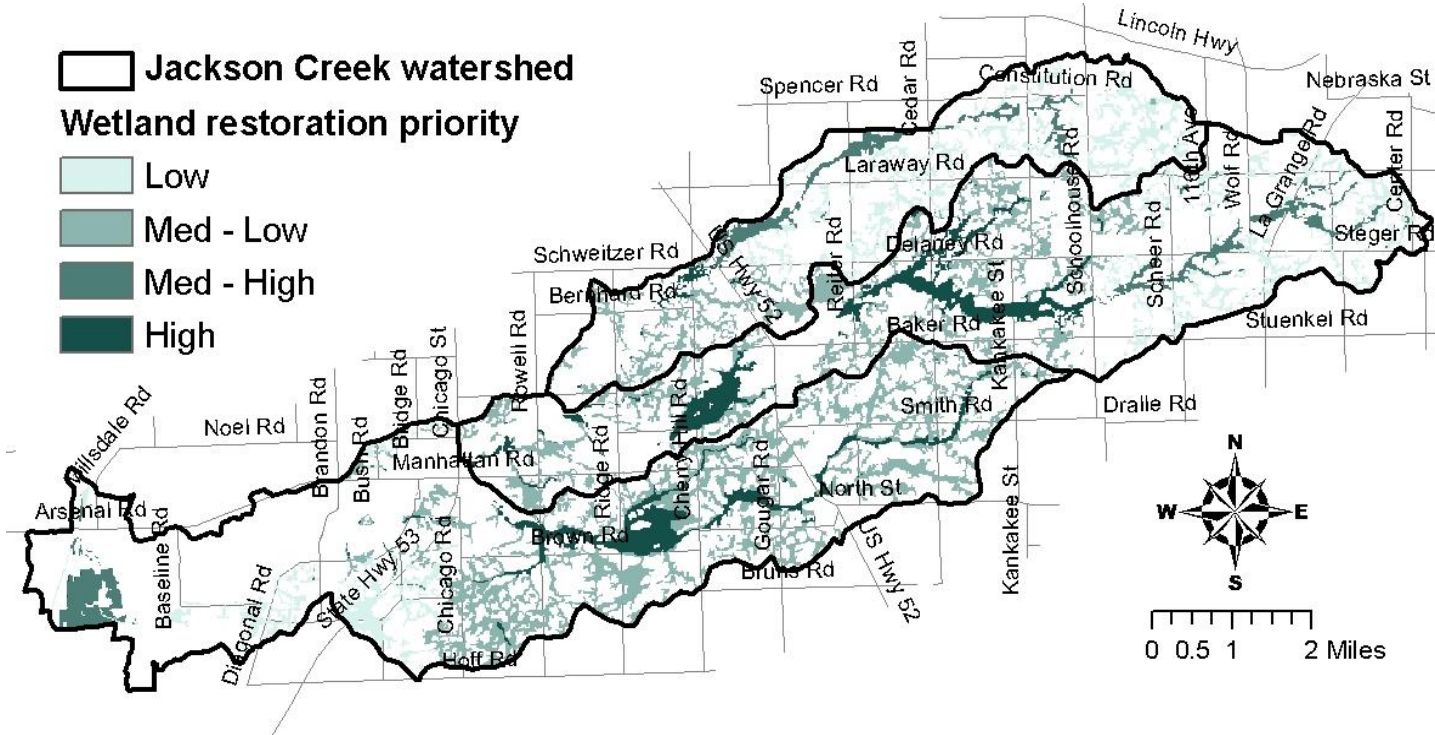 Jackson Creek watershed
Wetland restoration priority
Low
Med - Low
Med - High
High
Lincoln Hwy
Cedar Rd
Constitution Rd
Spencer Rd
Nebraska St
Laraway Rd
Schoolhouse Rd
116th Ave
Wolf Rd
La Grange Rd
Center Rd
US Hwy 52
Reiter Rd
Delaney Rd
Scheer Rd
Steger Rd
Schweitzer Rd
Bernhard Rd
Kankakee St
Baker Rd
Stuenkel Rd
Rowell Rd
Chicago St
Bridge Rd
Brandon Rd
Bush Rd
Hillsdale Rd
Noel Rd
Manhattan Rd
Cherry Hill Rd
Ridge Rd
Smith Rd
Dralle Rd
Gougar Rd
North St
Arsenal Rd
Baseline Rd
State Hwy 53
Chicago Rd
Brown Rd
Bruns Rd
US Hwy 52
Kankakee St
Diagonal Rd
Hoff Rd
N
W
E
S
0 0.5 1 2 Miles